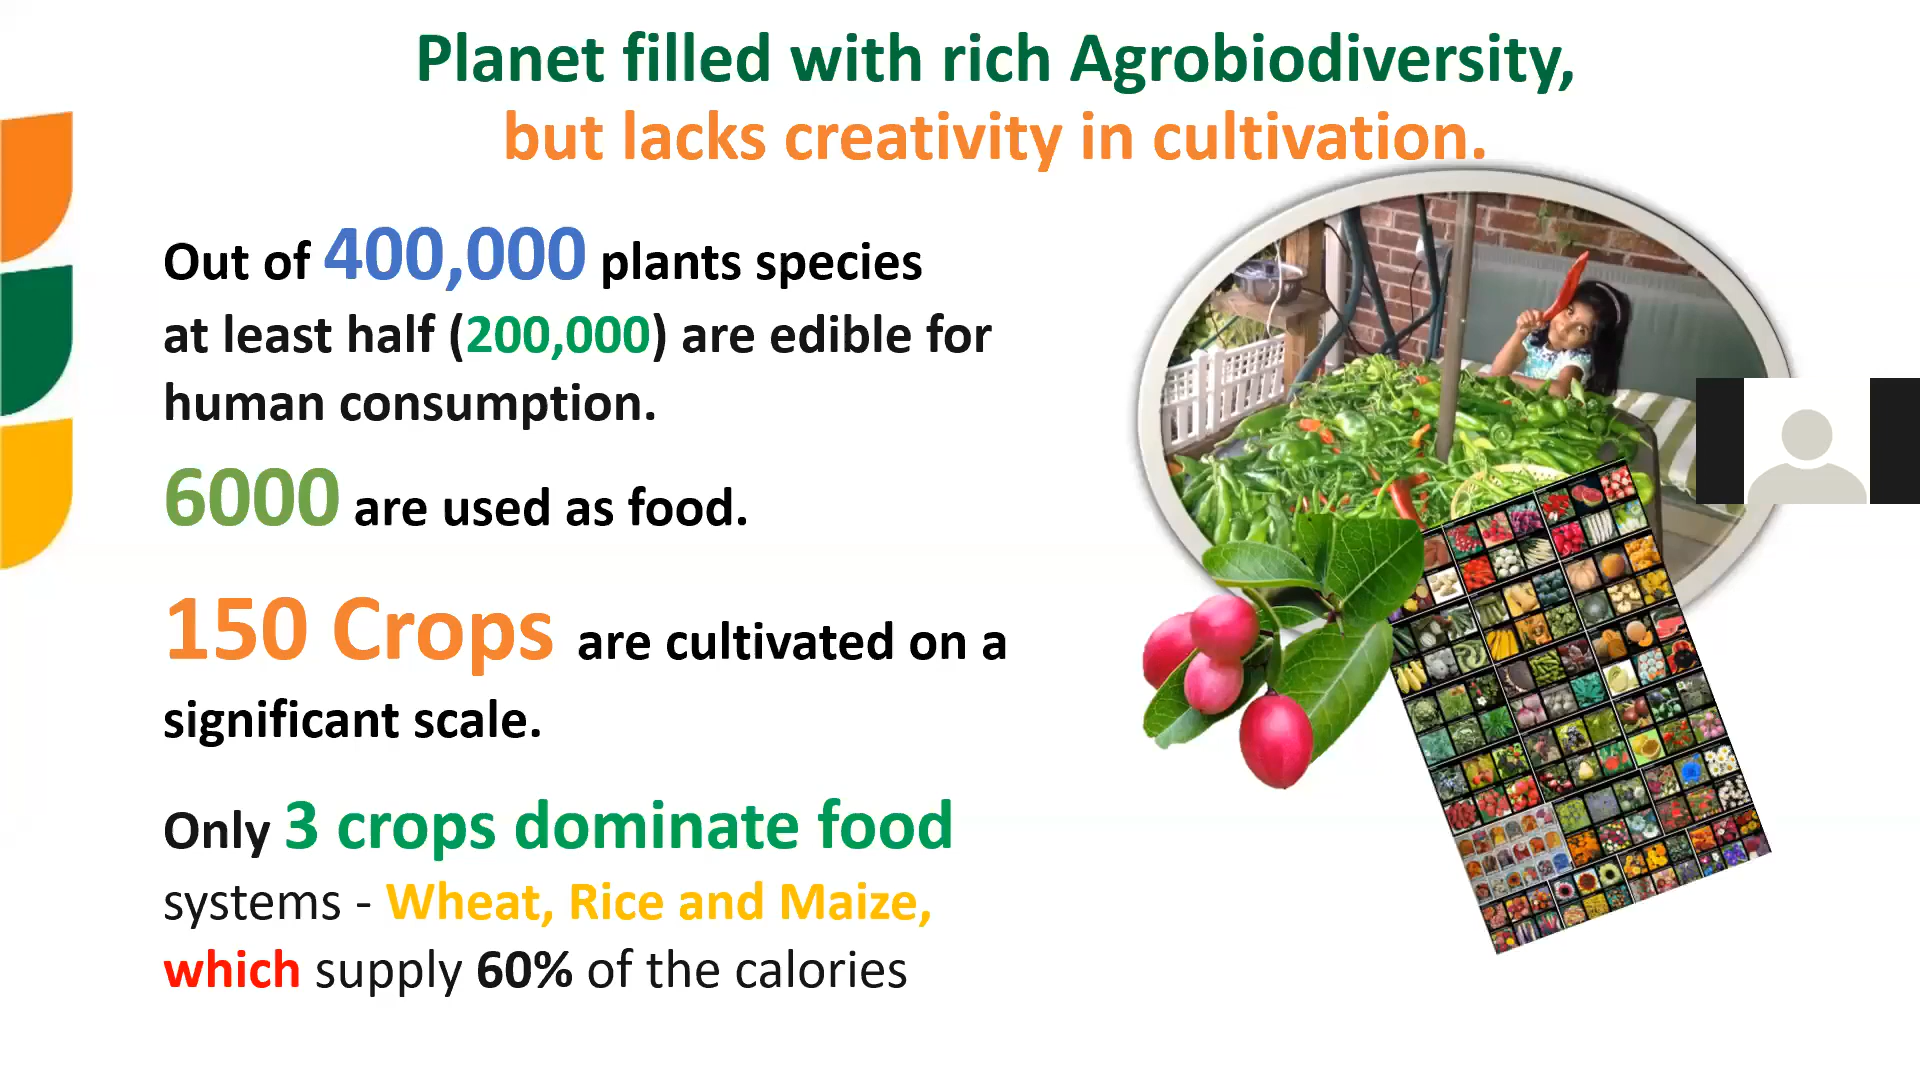 Planet filled with rich Agrobiodiversity,
but lacks creativity in cultivation.
Out of 400,000 plants species
at least half (200,000) are edible for
human consumption.
6000 are used as food.
150 Crops are cultivated on a
significant scale.
Only 3 crops dominate food
systems - Wheat, Rice and Maize,
which supply 60% of the calories